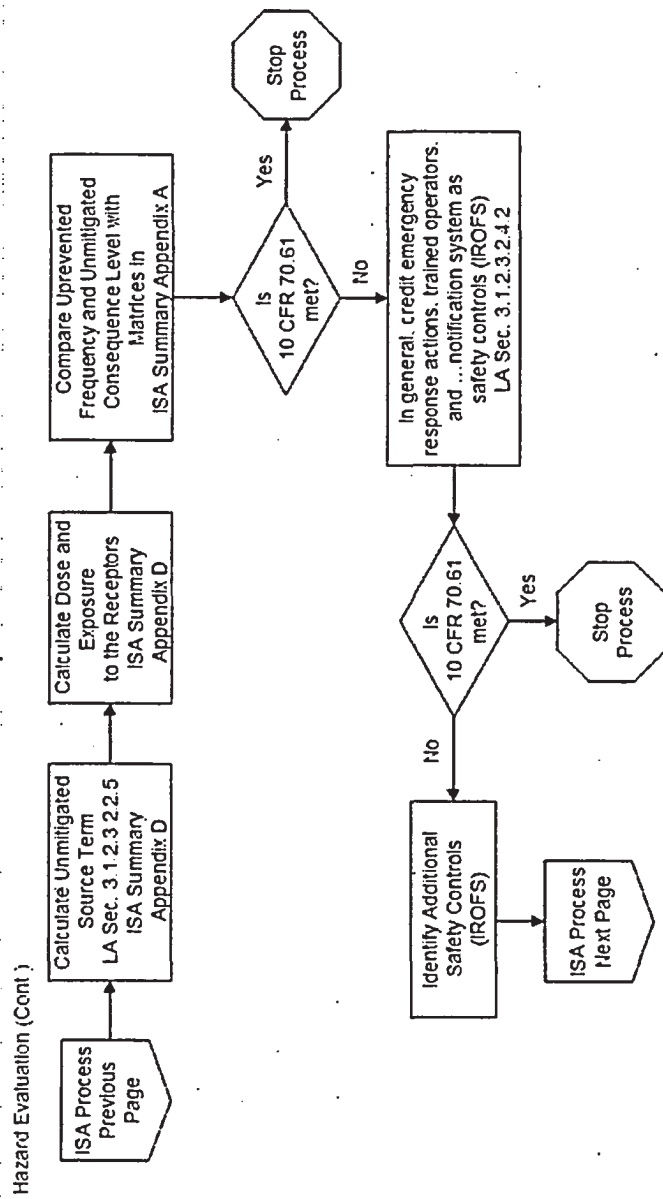 Hazard Evaluation (Cont )
ISA Process
Previous
Page
Calculate Unmitigated
Source Term
LA Sec. 3.1.2.3 2.2.5
ISA Summary
Appendix D
Calculate Dose and
Exposure
to the Receptors
ISA Summary
Appendix D
Compare Uprevented
Frequency and Unmitigated
Consequence Level with
Matrices In
ISA Summary Appendix A
Is
10 CFR 70.61
met?
Yes
Stop
Process
No
In general. credit emergency
response actions. trained operators.
and ...notification system as
safety controls (IROFS)
LA Sec. 3.1.2.3.2.4.2
Is
10 CFR 70.61
met?
Yes
Stop
Process
No
Identify Additional
Safety Controls
(IROFS)
ISA Process
Next Page